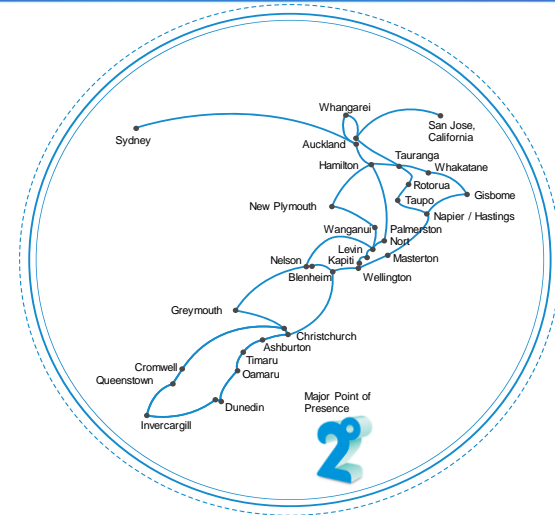 Whangarei
San Jose,
California
Sydney
Auckland
Hamilton
Tauranga
Whakatane
Rotorua
Gisbome
Taupo
New Plymouth
Napier / Hastings
Wanganui
Palmerston
Nort
Levin
Kapiti
Masterton
Nelson
Blenheim
Wellington
Greymouth
Christchurch
Ashburton
Timaru
Cromwell
Oamaru
Queenstown
Dunedin
Invercargill
Major Point of
Presence
2°